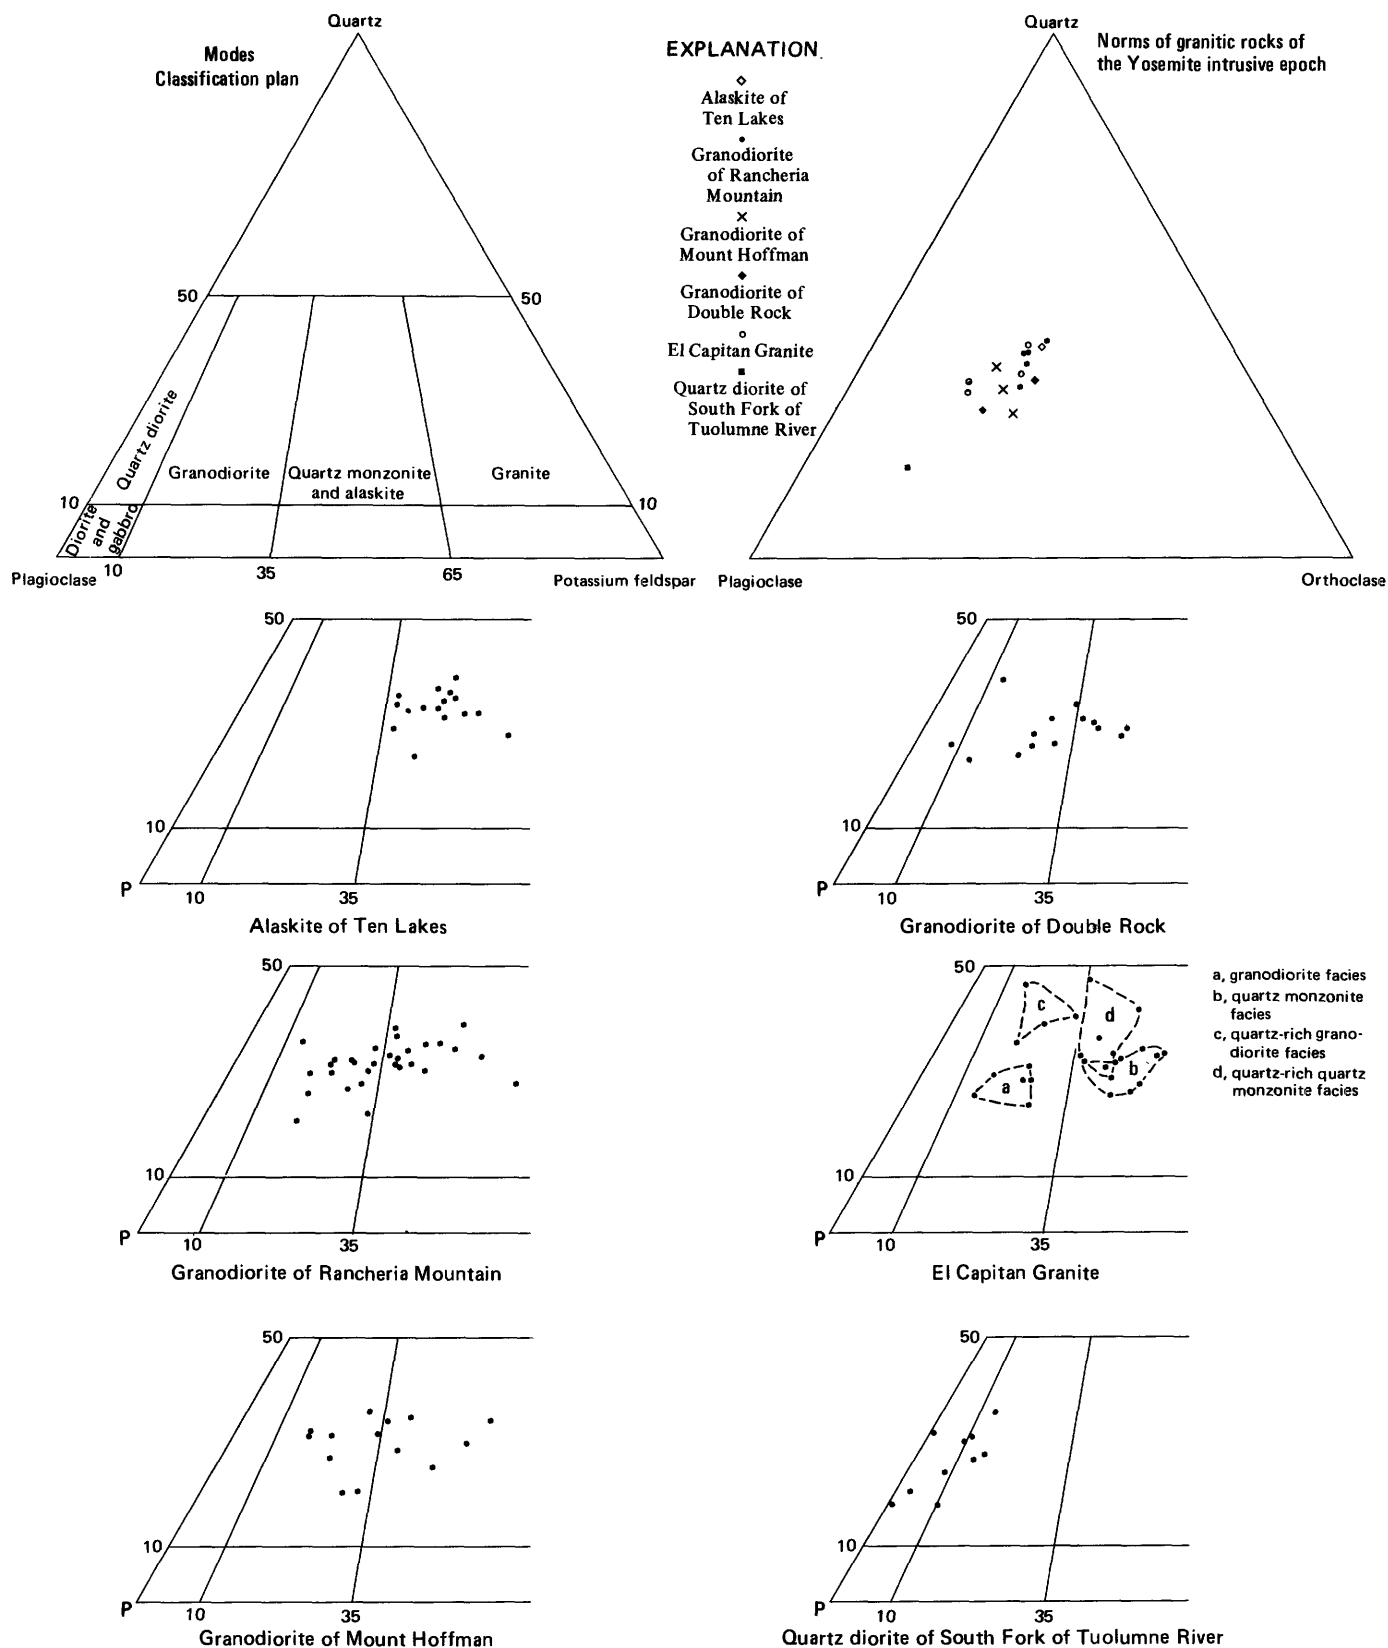 Quartz
Modes
Classification plan
50
50
Quartz diorite
Granodiorite
Quartz monzonite
and alaskite
Granite
10
10
Diorite
and
gabbro
Plagioclase
10
35
65
Potassium feldspar
EXPLANATION
Alaskite of
Ten Lakes
Granodiorite
of Rancheria
Mountain
Granodiorite of
Mount Hoffman
Granodiorite of
Double Rock
El Capitan Granite
Quartz diorite of
South Fork of
Tuolumne River
Quartz
Norms of granitic rocks of
the Yosemite intrusive epoch
Plagioclase
Orthoclase
50
10
P
10
35
Alaskite of Ten Lakes
50
10
P
10
35
Granodiorite of Double Rock
50
10
P
10
35
Granodiorite of Rancheria Mountain
50
c
d
b
a
10
P
10
35
El Capitan Granite
a, granodiorite facies
b, quartz monzonite
facies
c, quartz-rich grano-
diorite facies
d, quartz-rich quartz
monzonite facies
50
10
P
10
35
Granodiorite of Mount Hoffman
50
10
P
10
35
Quartz diorite of South Fork of Tuolumne River